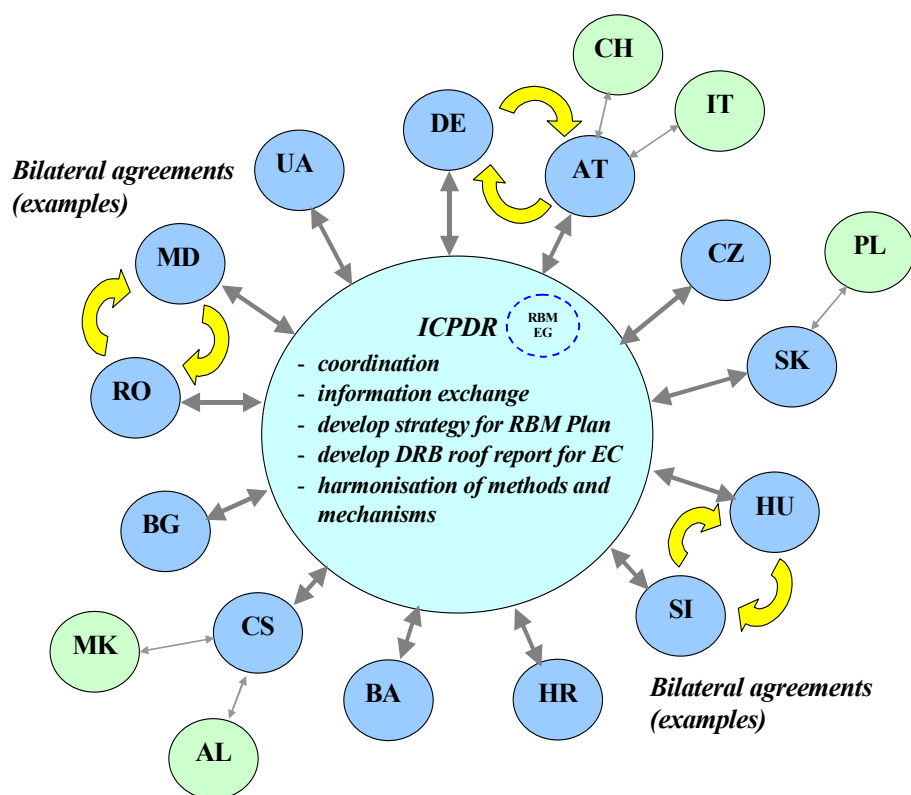 CH
IT
DE
AT
UA
Bilateral agreements
(examples)
MD
CZ
PL
ICPDR
RBM
EG
- coordination
- information exchange
- develop strategy for RBM Plan
- develop DRB roof report for EC
- harmonisation of methods and
mechanisms
SK
RO
HU
BG
SI
CS
MK
BA
HR
Bilateral agreements
(examples)
AL